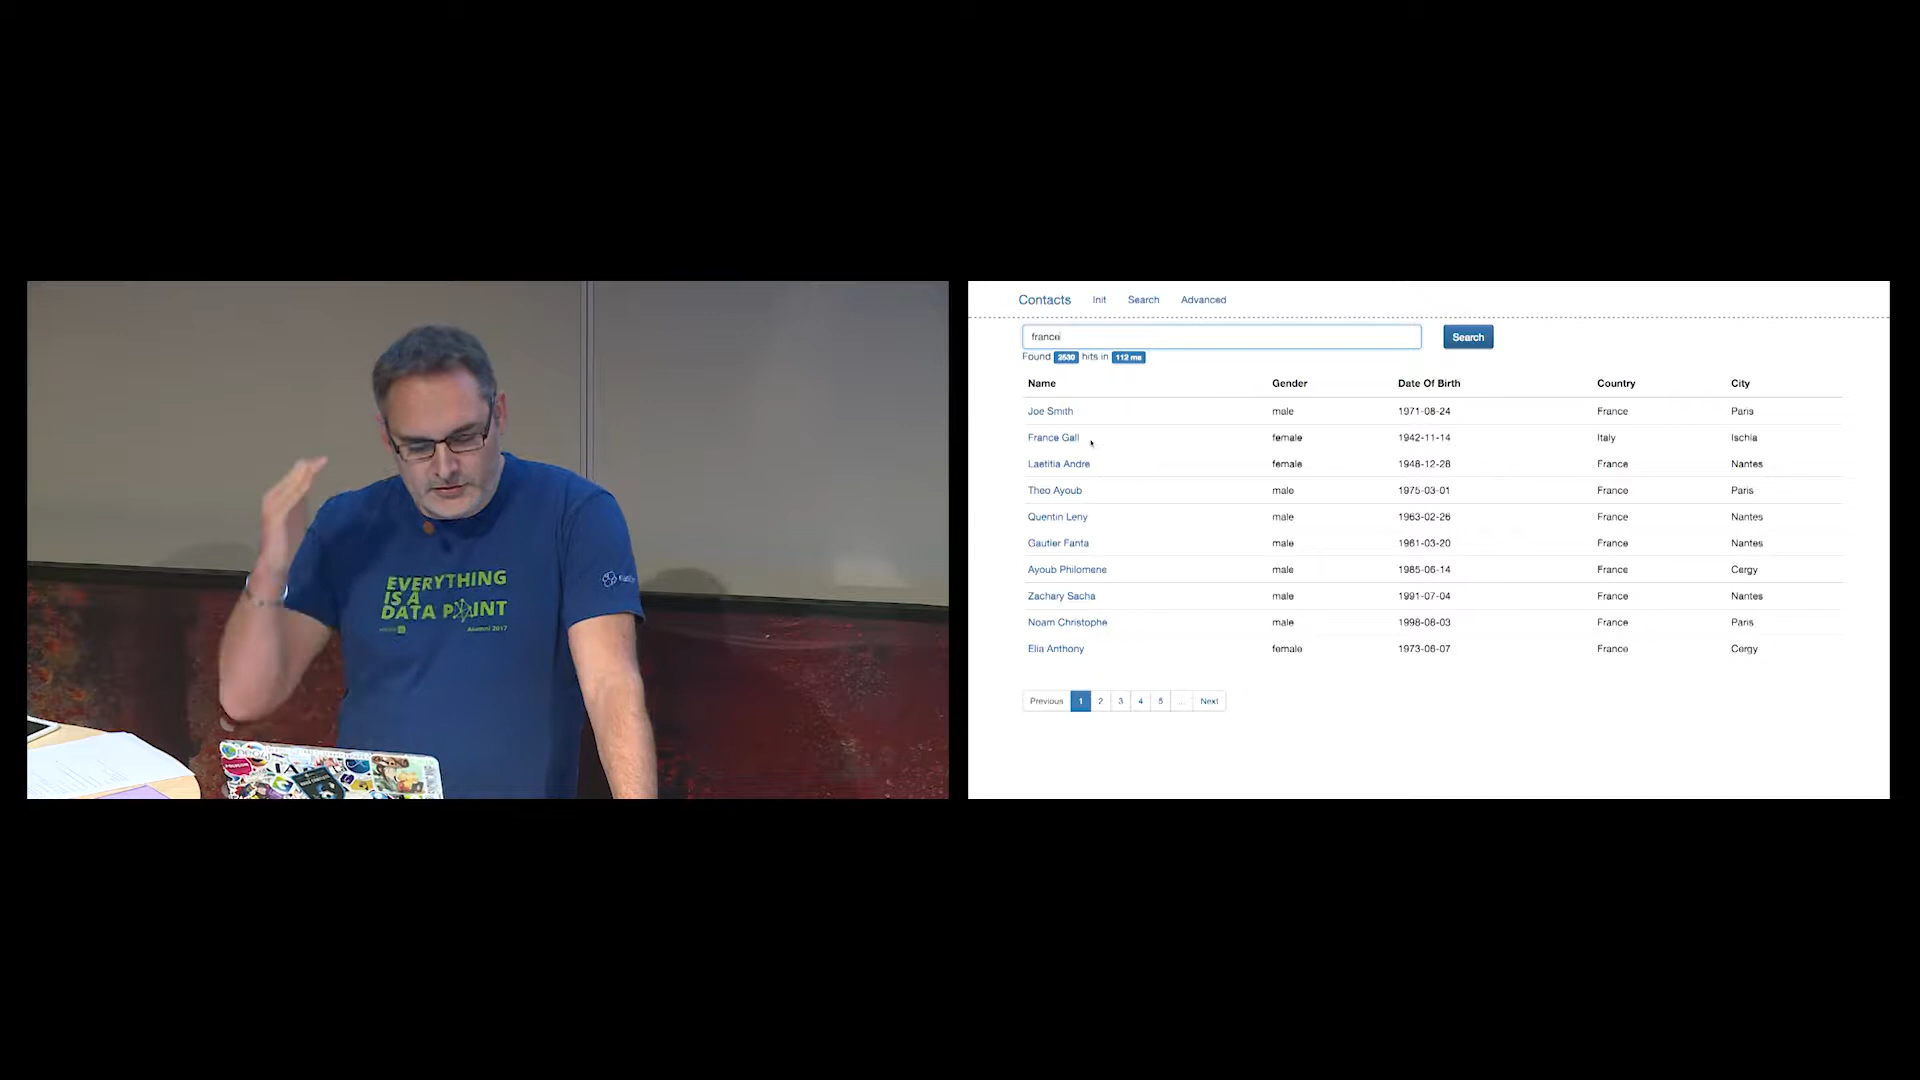 EVERYTHING
IS A
DATA POINT
Alumni 2017
neo4j
Contacts Init Search Advanced
france
Search
Found 2530 hits in 112 ms
Name Gender Date Of Birth Country City
Joe Smith male 1971-08-24 France Paris
France Gall female 1942-11-14 Italy Ischia
Laetitia Andre female 1948-12-28 France Nantes
Theo Ayoub male 1975-03-01 France Paris
Quentin Leny male 1963-02-26 France Nantes
Gautier Fanta male 1961-03-20 France Nantes
Ayoub Philomene male 1985-06-14 France Cergy
Zachary Sacha male 1991-07-04 France Nantes
Noam Christophe male 1998-08-03 France Paris
Elia Anthony female 1973-06-07 France Cergy
Previous 1 2 3 4 5 ... Next